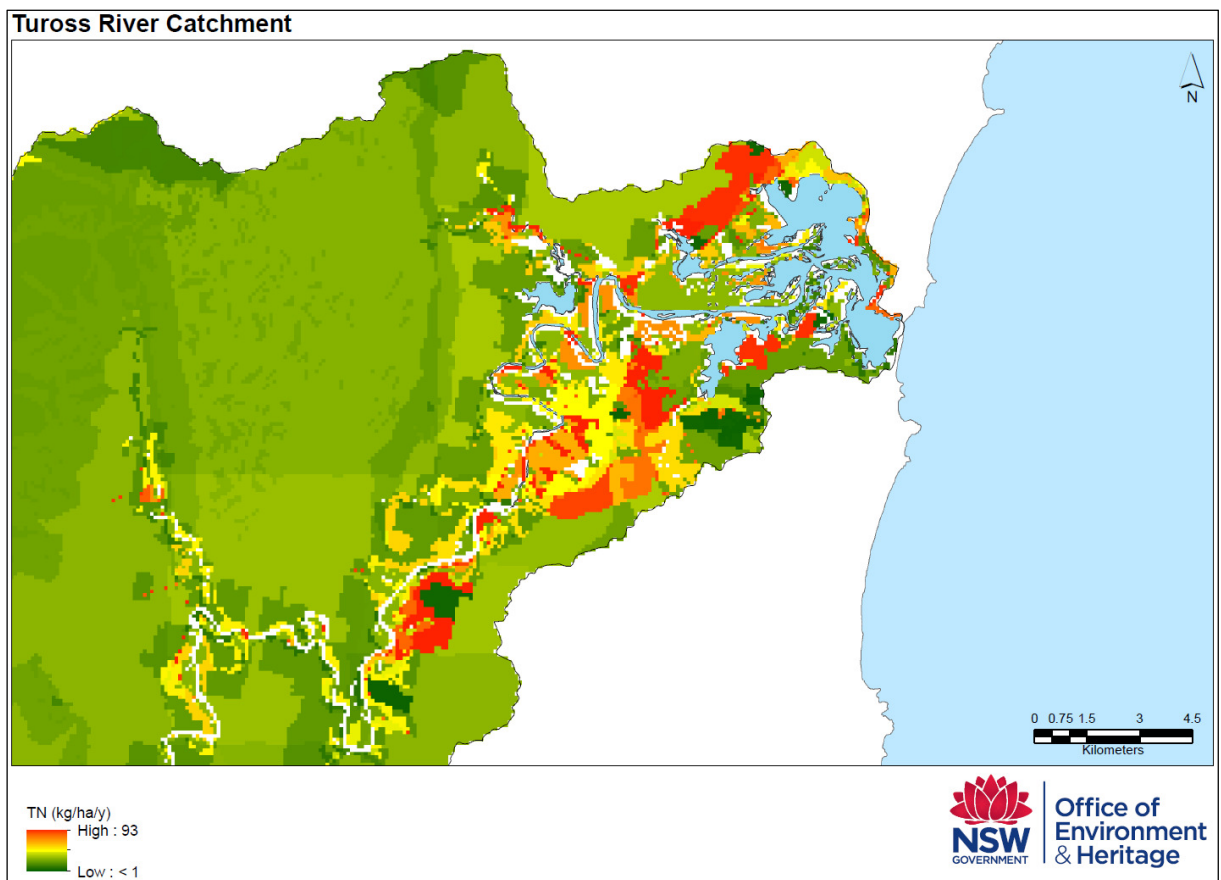 Tuross River Catchment
N
0 0.75 1.5 3 4.5
Kilometers
TN (kg/ha/y)
High : 93
Low : < 1
NSW
GOVERNMENT
Office of
Environment
& Heritage